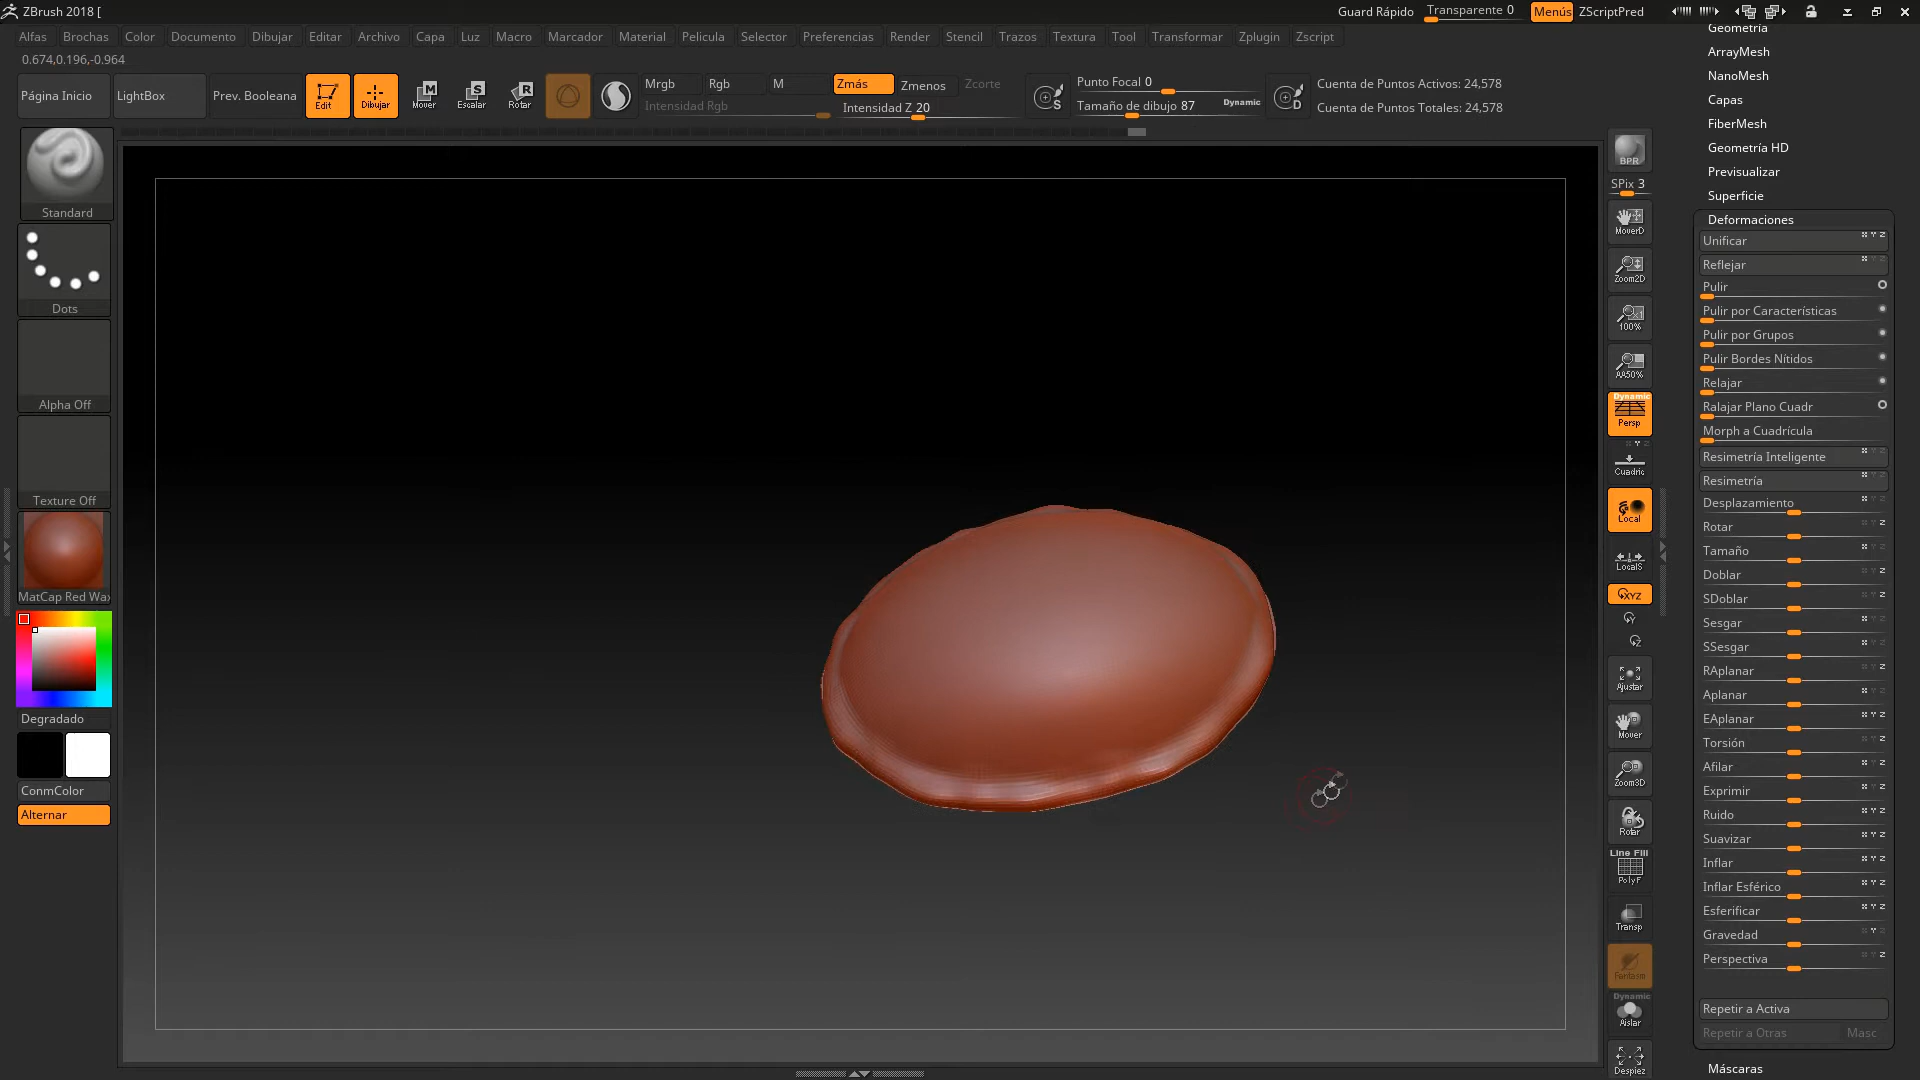 ZBrush 2018 [
Guard Rápido
Transparente 0
Menús
ZScriptPred
Alfas Brochas Color Documento Dibujar Editar Archivo Capa Luz Macro Marcador Material Pelicula Selector Preferencias Render Stencil Trazos Textura Tool Transformar Zplugin Zscript
0.674,0.196,-0.964
Página Inicio
LightBox
Prev. Booleana
Edit
Dibujar
Mover
Escalar
Rotar
Mrgb
Rgb
M
Zmás
Zmenos
Zcorte
Intensidad Rgb
Intensidad Z 20
Punto Focal 0
Tamaño de dibujo 87
Dynamic
Cuenta de Puntos Activos: 24,578
Cuenta de Puntos Totales: 24,578
Standard
Dots
Alpha Off
Texture Off
MatCap Red Wax
Degradado
ConmColor
Alternar
BPR
SPix 3
MoverD
Zoom2D
100%
AA50%
Dynamic
Persp
Cuadric
Local
LocalS
XYZ
Ajustar
Mover
Zoom3D
Rotar
Line Fill
PolyF
Transp
Fantasm
Dynamic
Aislar
Despiez
Geometría
ArrayMesh
NanoMesh
Capas
FiberMesh
Geometría HD
Previsualizar
Superficie
Deformaciones
Unificar
Reflejar
Pulir
Pulir por Características
Pulir por Grupos
Pulir Bordes Nítidos
Relajar
Ralajar Plano Cuadr
Morph a Cuadrícula
Resimetría Inteligente
Resimetría
Desplazamiento
Rotar
Tamaño
Doblar
SDoblar
Sesgar
SSesgar
RAplanar
Aplanar
EAplanar
Torsión
Afilar
Exprimir
Ruido
Suavizar
Inflar
Inflar Esférico
Esferificar
Gravedad
Perspectiva
Repetir a Activa
Repetir a Otras Masc
Máscaras